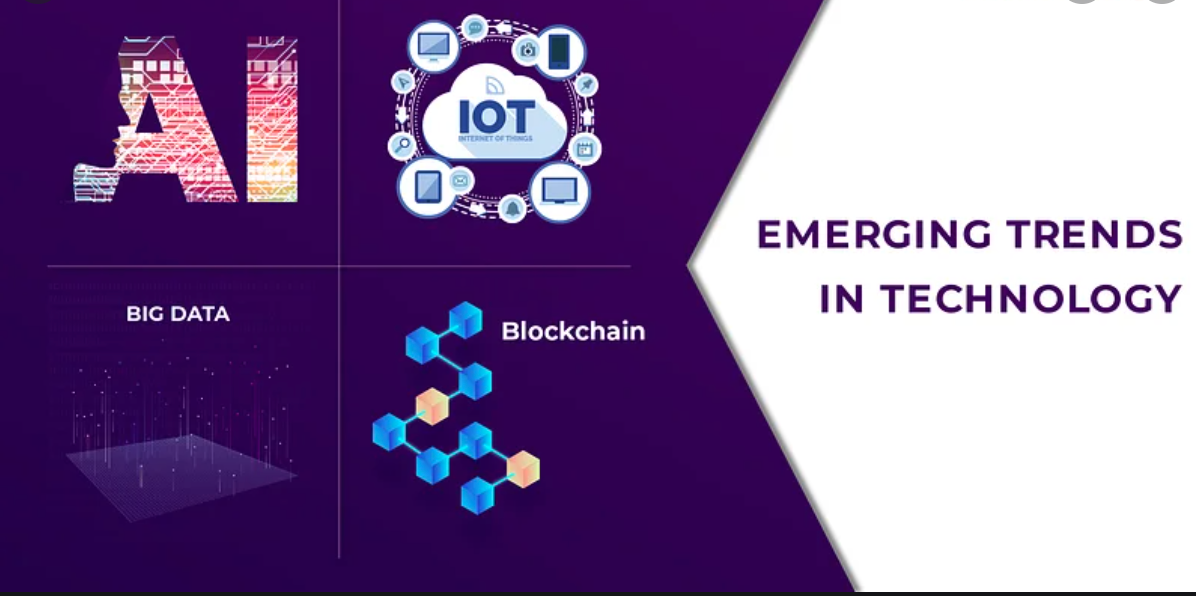 AI
IOT
INTERNET OF THINGS
BIG DATA
Blockchain
EMERGING TRENDS
IN TECHNOLOGY